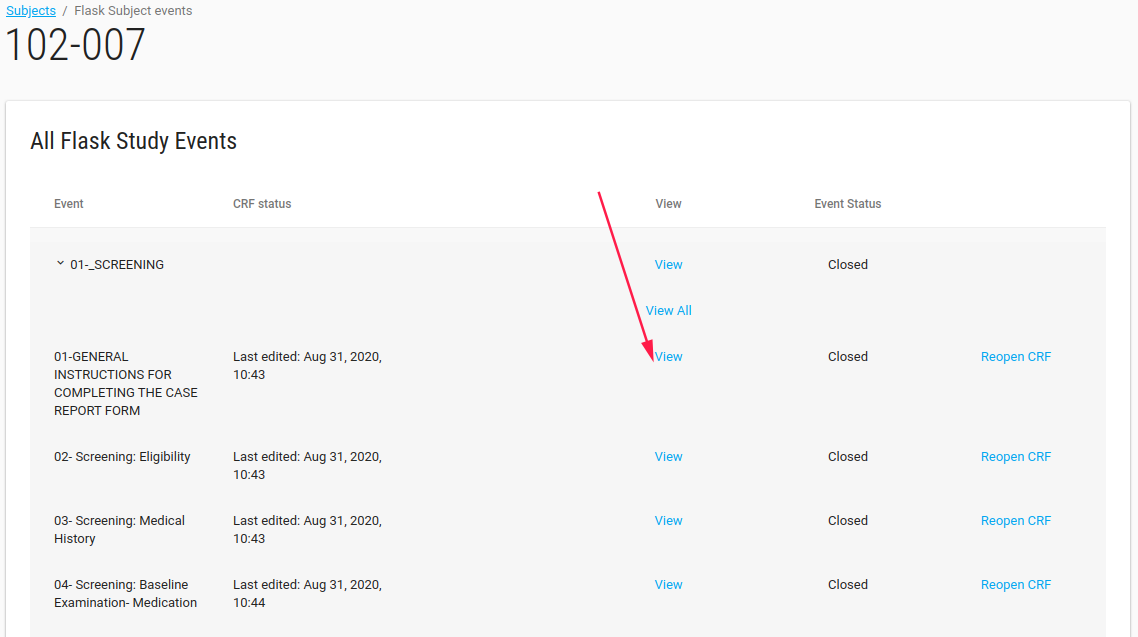 Subjects / Flask Subject events
102-007
All Flask Study Events
Event CRF status View Event Status
01-_SCREENING View Closed
View All
01-GENERAL Last edited: Aug 31, 2020, View Closed Reopen CRF
INSTRUCTIONS FOR 10:43
COMPLETING THE CASE
REPORT FORM
02- Screening: Eligibility Last edited: Aug 31, 2020, View Closed Reopen CRF
10:43
03- Screening: Medical Last edited: Aug 31, 2020, View Closed Reopen CRF
History 10:43
04- Screening: Baseline Last edited: Aug 31, 2020, View Closed Reopen CRF
Examination- Medication 10:44